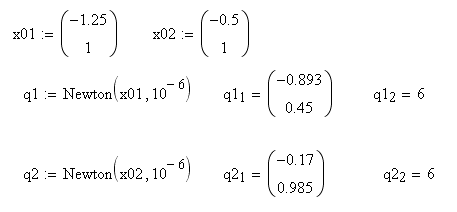 x01 := (−1.25 1) x02 := (−0.5 1)
q1 := Newton(x01, 10^−6) q1₁ = (−0.893 0.45) q1₂ = 6
q2 := Newton(x02, 10^−6) q2₁ = (−0.17 0.985) q2₂ = 6